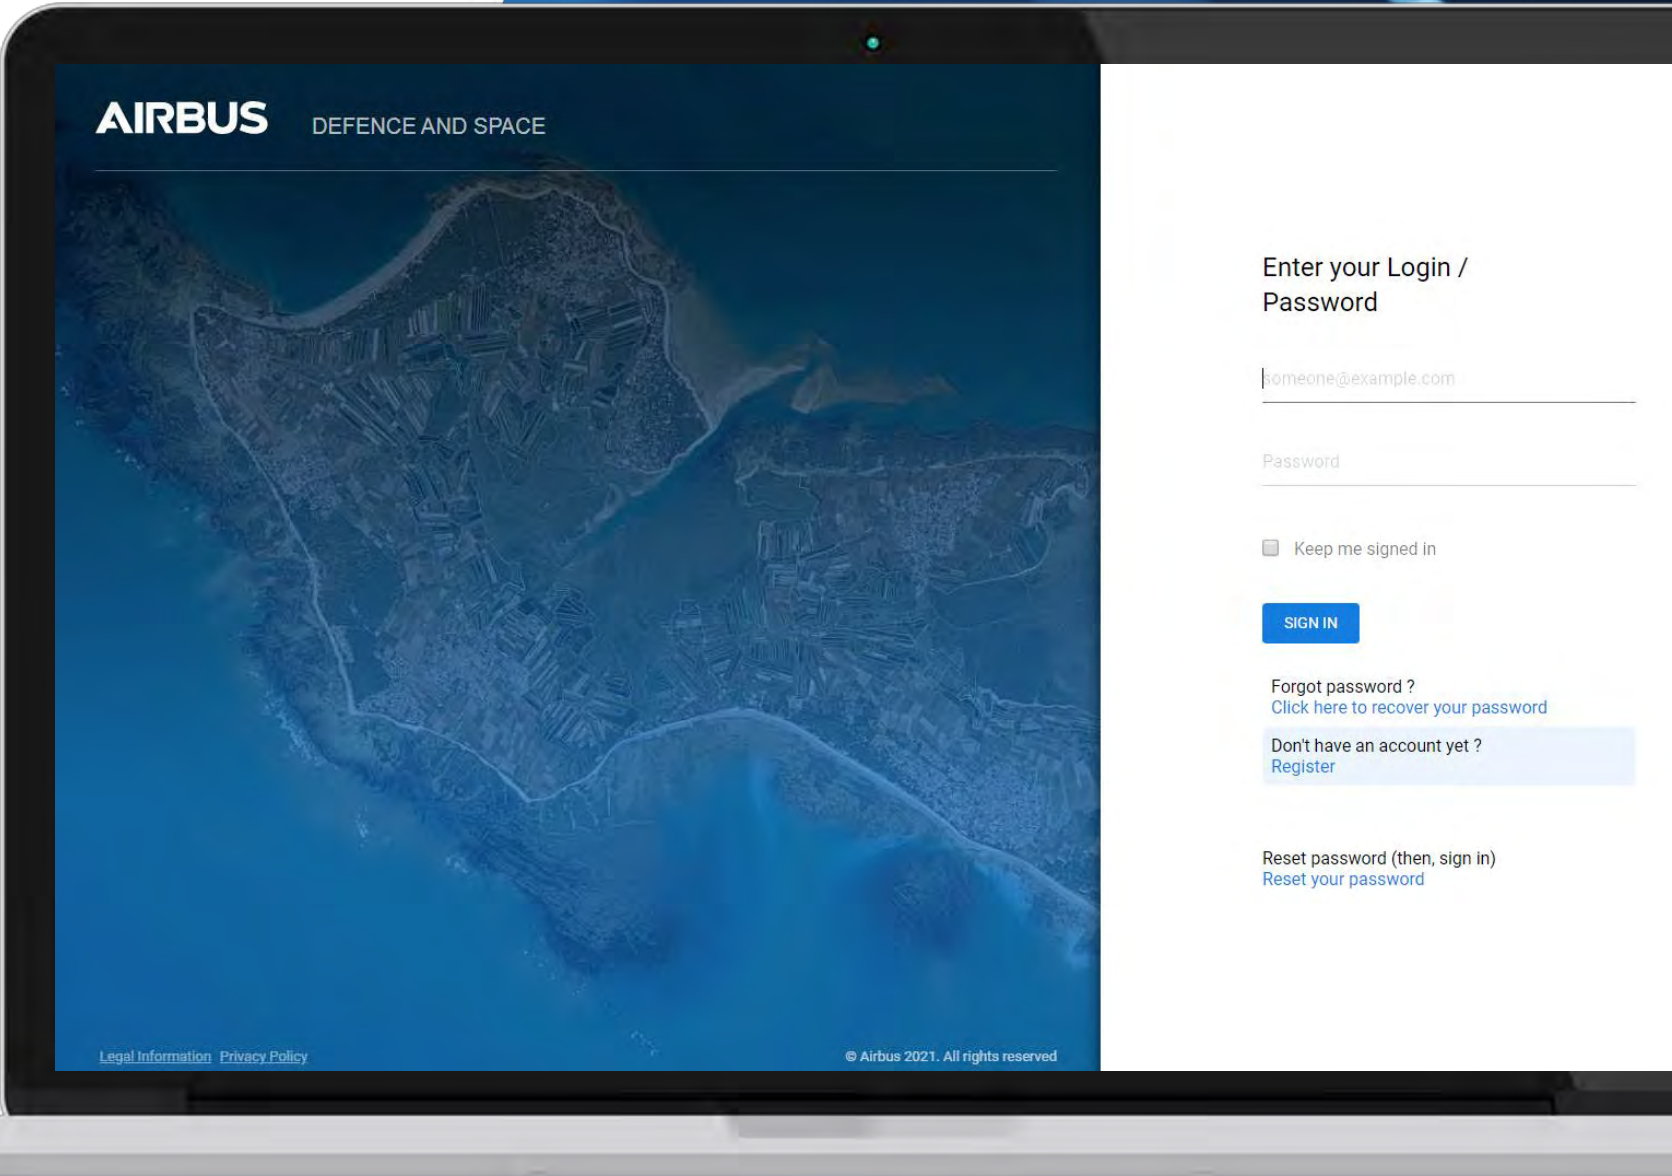 AIRBUS DEFENCE AND SPACE
Enter your Login /
Password
someone@example.com
Password
Keep me signed in
SIGN IN
Forgot password ?
Click here to recover your password
Don't have an account yet ?
Register
Reset password (then, sign in)
Reset your password
Legal Information Privacy Policy
© Airbus 2021. All rights reserved